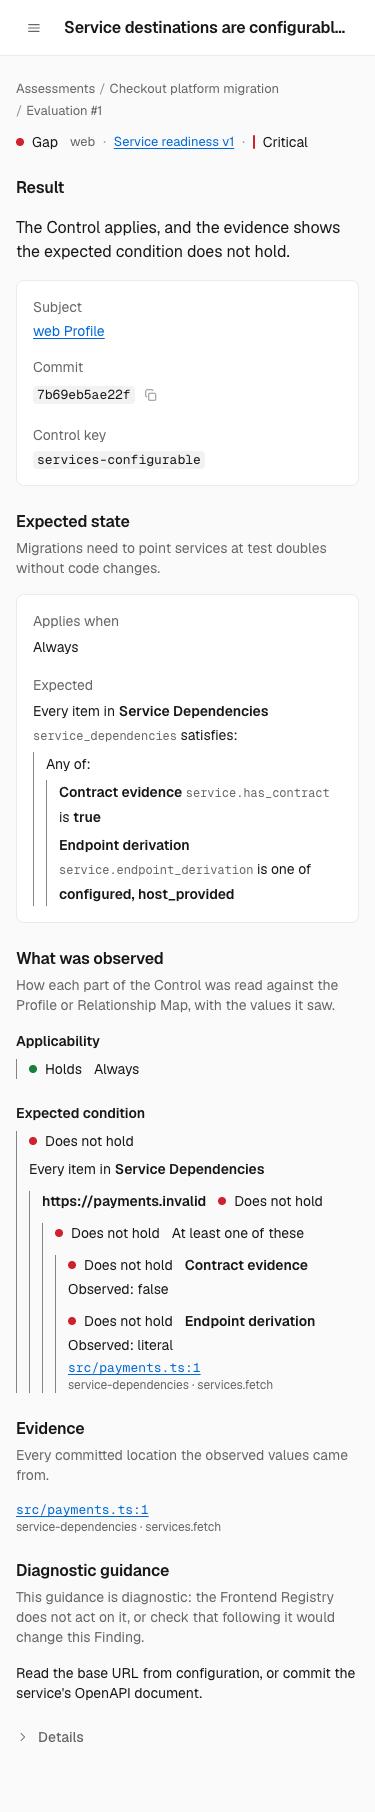 Service destinations are configurabl...
Assessments / Checkout platform migration
/ Evaluation #1
Gap web · Service readiness v1 · Critical
Result
The Control applies, and the evidence shows
the expected condition does not hold.
Subject
web Profile
Commit
7b69eb5ae22f
Control key
services-configurable
Expected state
Migrations need to point services at test doubles
without code changes.
Applies when
Always
Expected
Every item in Service Dependencies
service_dependencies satisfies:
Any of:
Contract evidence service.has_contract
is true
Endpoint derivation
service.endpoint_derivation is one of
configured, host_provided
What was observed
How each part of the Control was read against the
Profile or Relationship Map, with the values it saw.
Applicability
Holds Always
Expected condition
Does not hold
Every item in Service Dependencies
https://payments.invalid Does not hold
Does not hold At least one of these
Does not hold Contract evidence
Observed: false
Does not hold Endpoint derivation
Observed: literal
src/payments.ts:1
service-dependencies · services.fetch
Evidence
Every committed location the observed values came
from.
src/payments.ts:1
service-dependencies · services.fetch
Diagnostic guidance
This guidance is diagnostic: the Frontend Registry
does not act on it, or check that following it would
change this Finding.
Read the base URL from configuration, or commit the
service's OpenAPI document.
Details